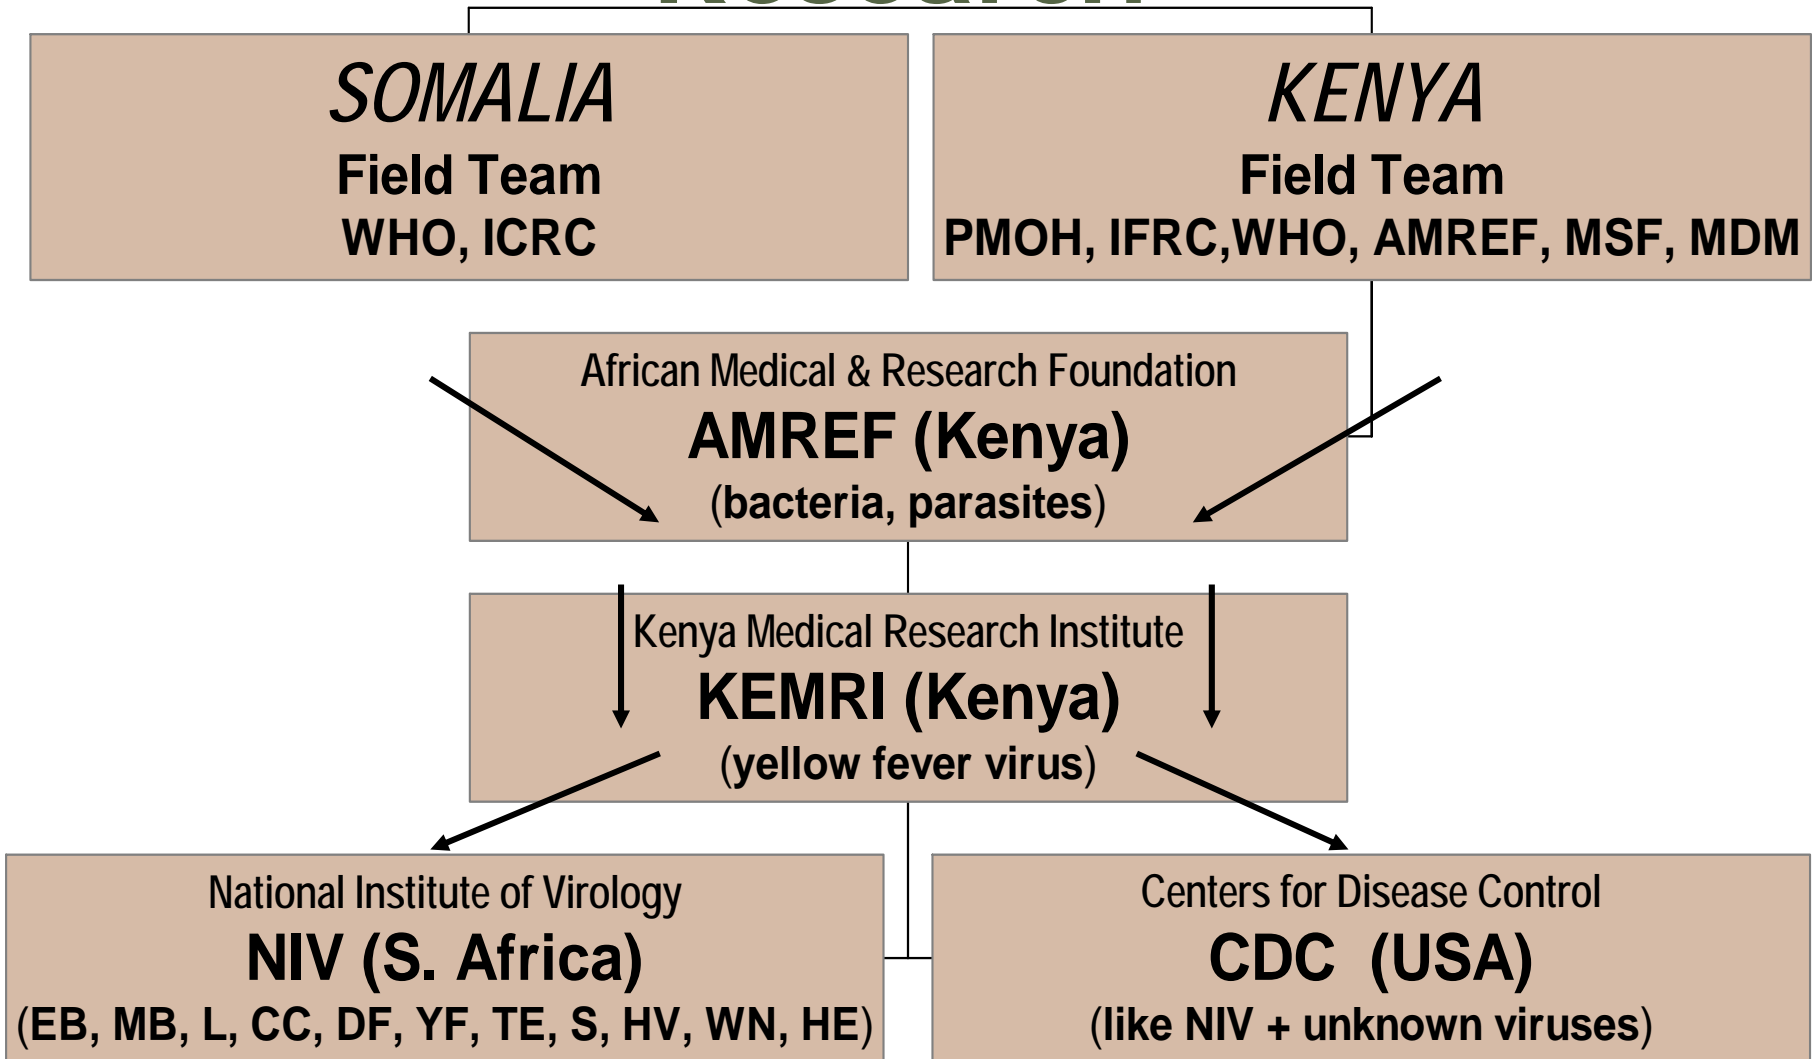 Research
SOMALIA
Field Team
WHO, ICRC
KENYA
Field Team
PMOH, IFRC,WHO, AMREF, MSF, MDM
African Medical & Research Foundation
AMREF (Kenya)
(bacteria, parasites)
Kenya Medical Research Institute
KEMRI (Kenya)
(yellow fever virus)
National Institute of Virology
NIV (S. Africa)
(EB, MB, L, CC, DF, YF, TE, S, HV, WN, HE)
Centers for Disease Control
CDC (USA)
(like NIV + unknown viruses)